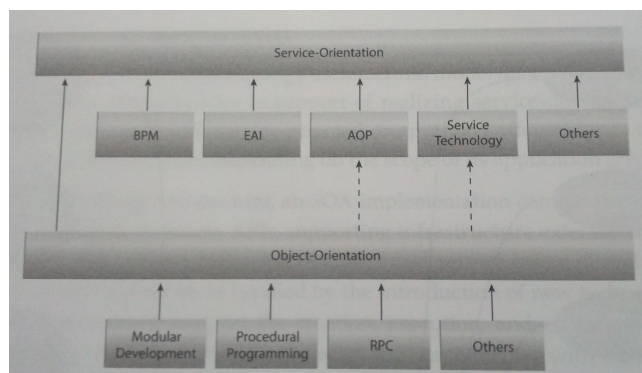 Service-Orientation
BPM
EAI
AOP
Service
Technology
Others
Object-Orientation
Modular
Development
Procedural
Programming
RPC
Others